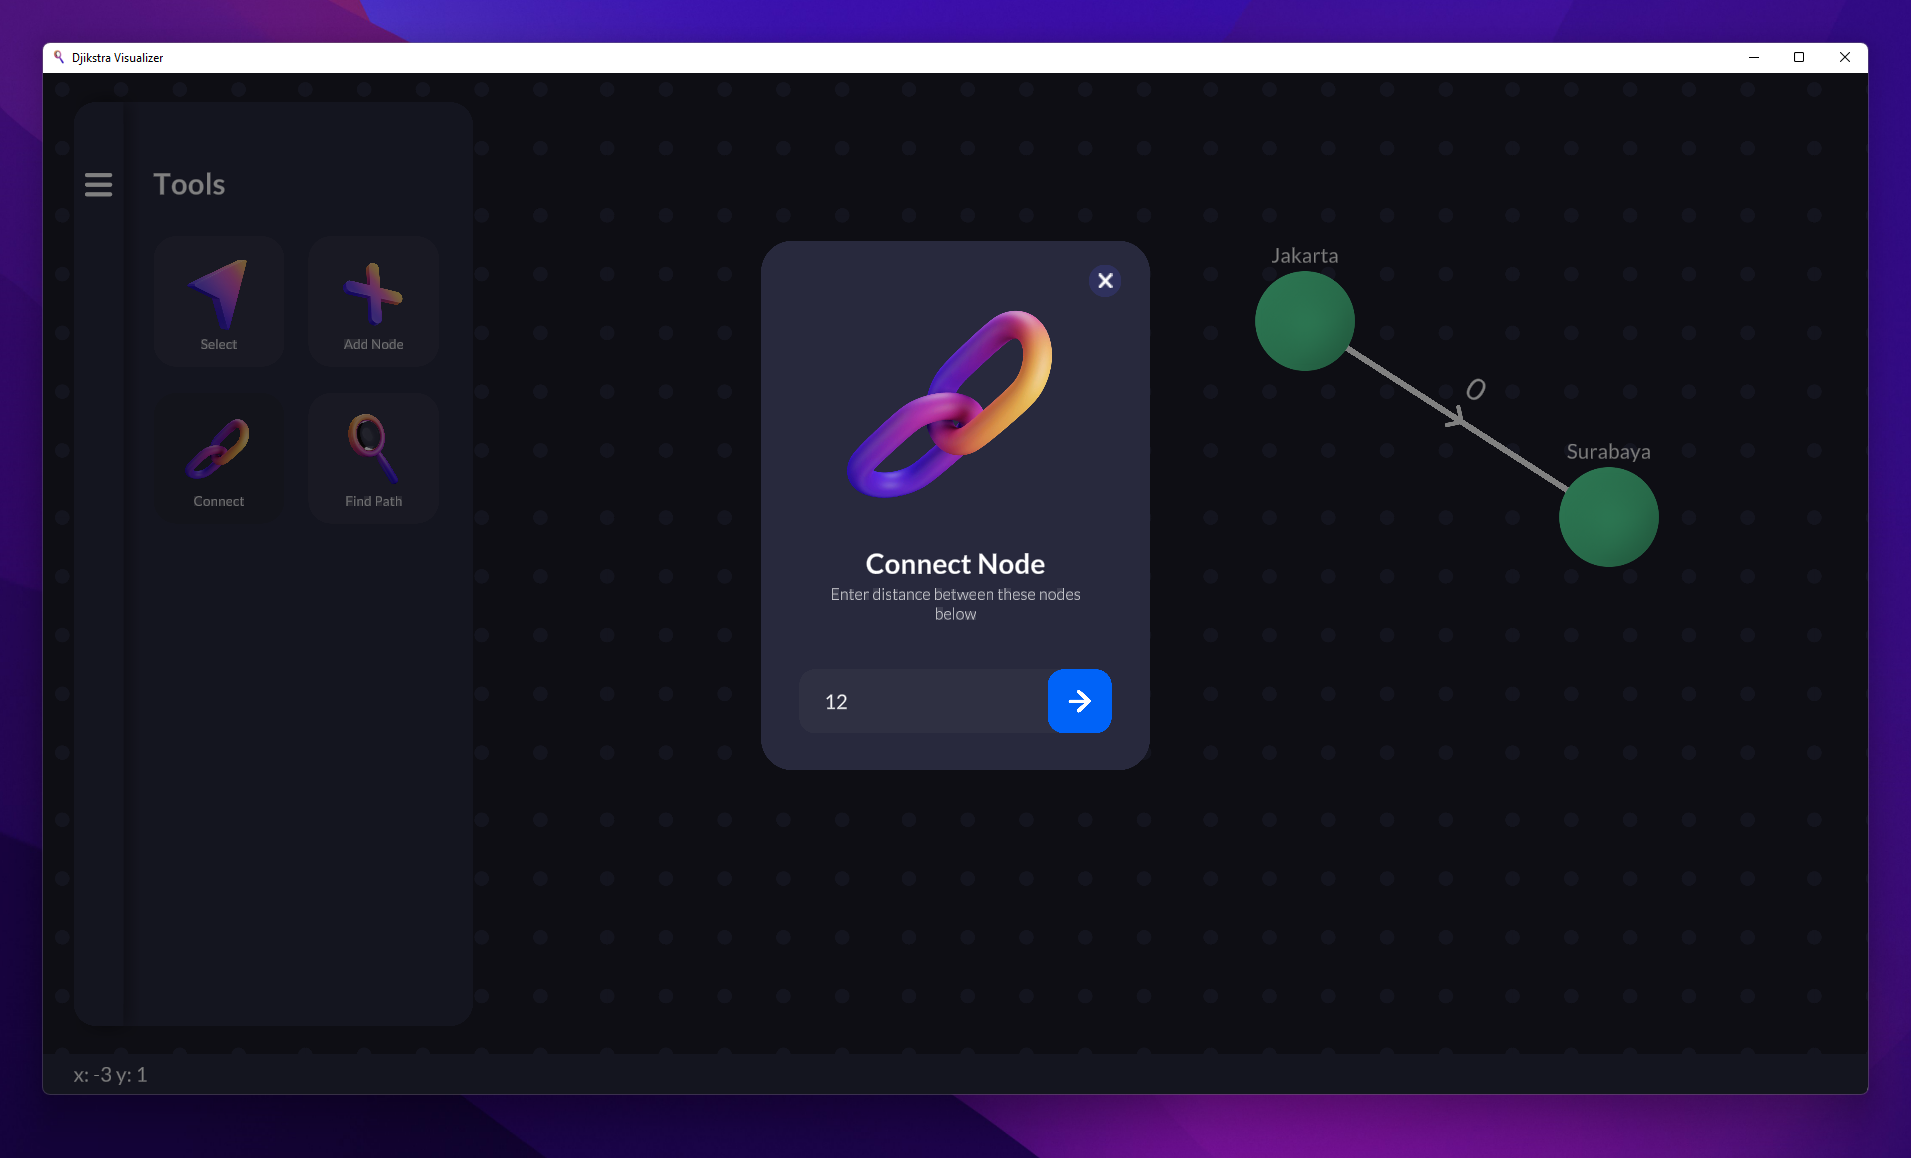 Djikstra Visualizer
Tools
Select
Add Node
Connect
Find Path
Connect Node
Enter distance between these nodes
below
12
Jakarta
0
Surabaya
x: -3 y: 1